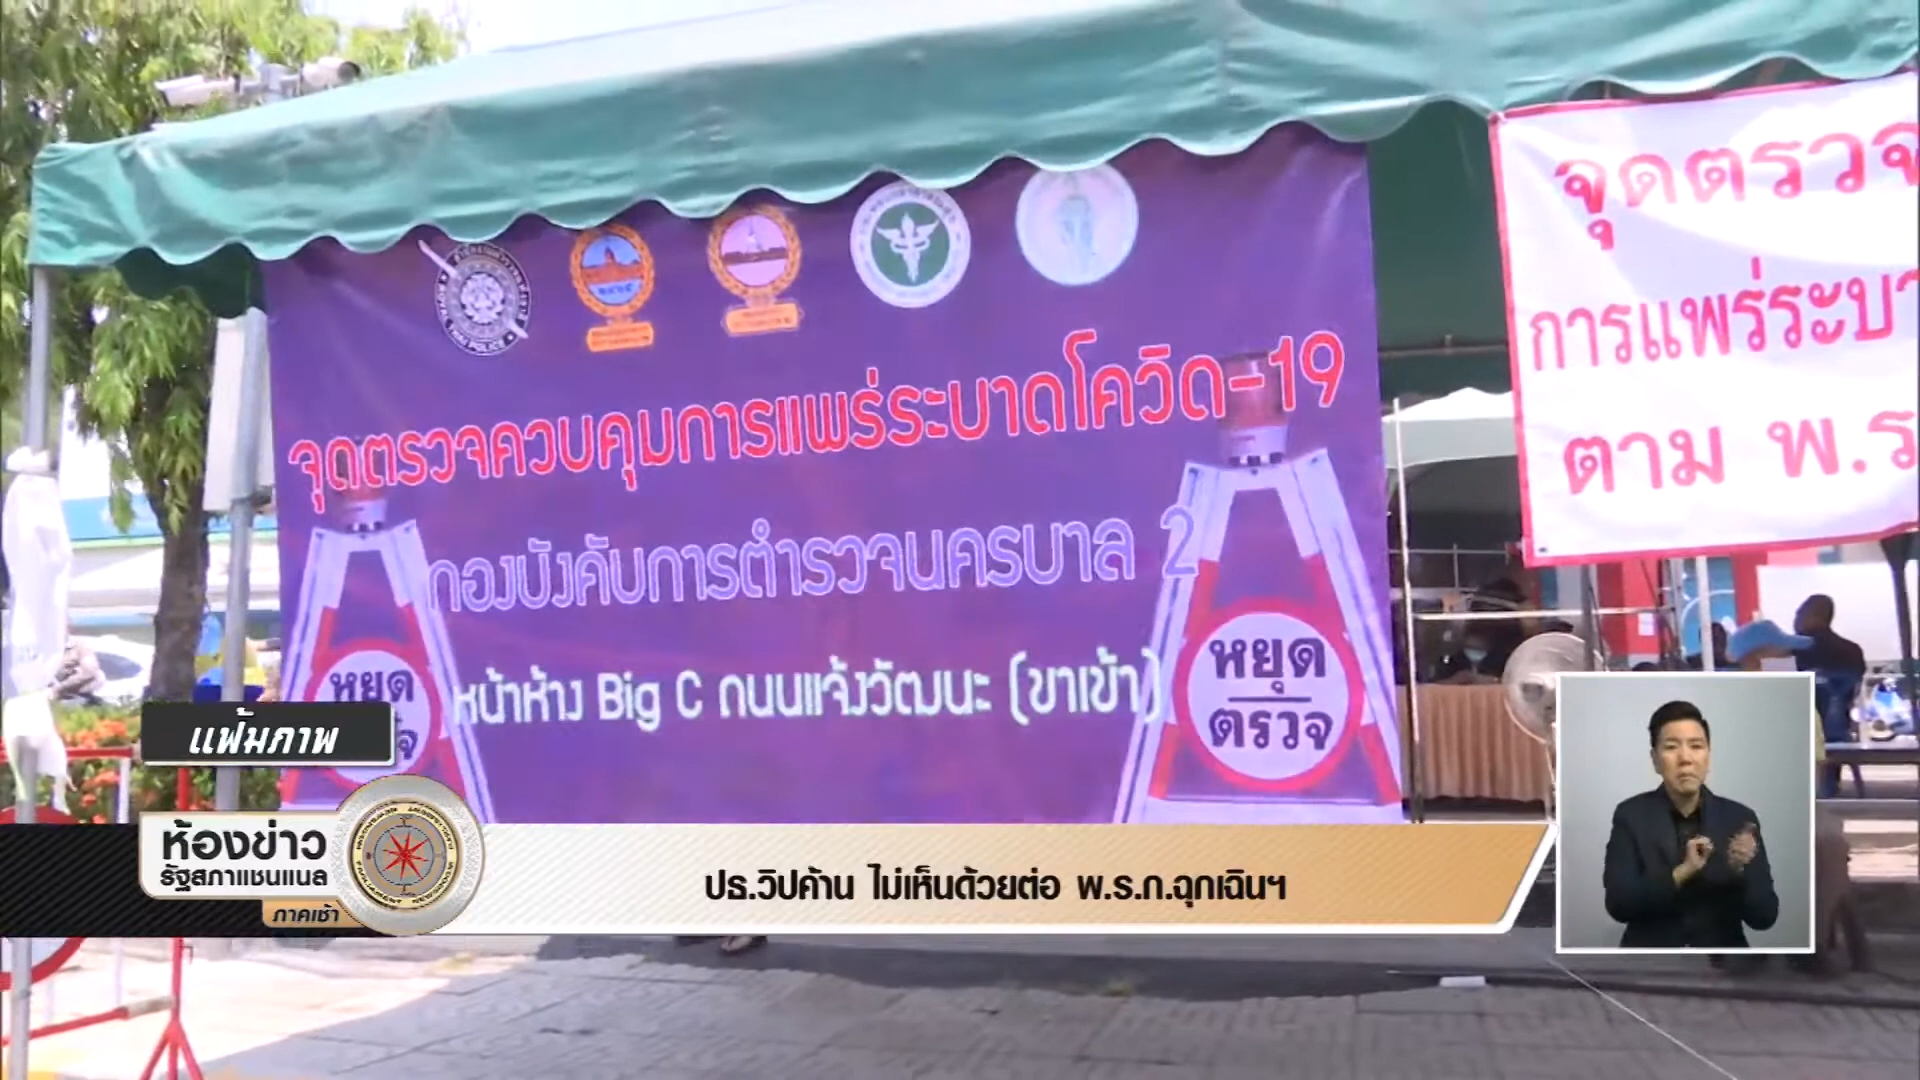 ROYAL THAI POLICE
จุดตรวจควบคุมการแพร่ระบาดโควิด-19
กองบังคับการตำรวจนครบาล 2
หน้าห้าง Big C ถนนแจ้งวัฒนะ (ขาเข้า)
หยุด
หยุด
ตรวจ
จุดตรวจ
การแพร่ระบา
ตาม พ.ร
แฟ้มภาพ
ห้องข่าว
รัฐสภาแชนแนล
ภาคเช้า
ปธ.วิปค้าน ไม่เห็นด้วยต่อ พ.ร.ก.ฉุกเฉินฯ